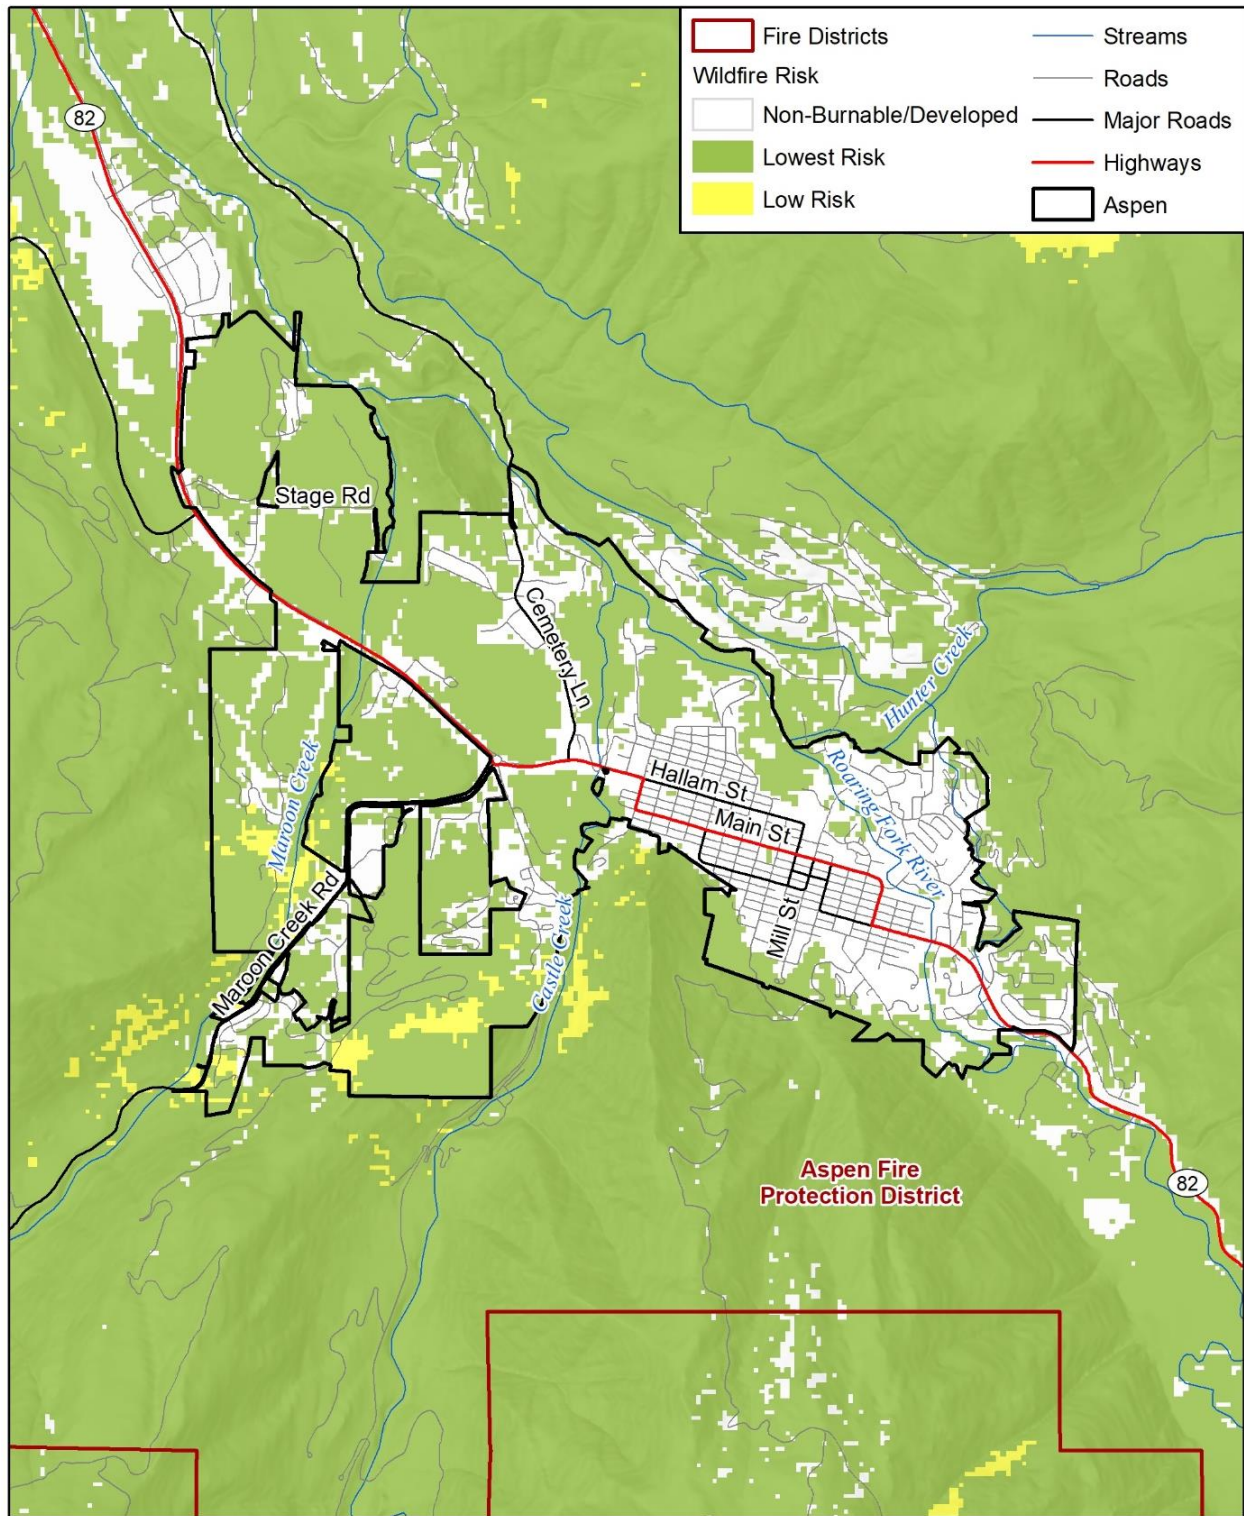 Fire Districts
Wildfire Risk
Non-Burnable/Developed
Lowest Risk
Low Risk
Streams
Roads
Major Roads
Highways
Aspen
82
Stage Rd
Cemetery Ln
Hunter Creek
Maroon Creek
Roaring Fork River
Hallam St
Main St
Mill St
Maroon Creek Rd
Castle Creek
Aspen Fire
Protection District
82